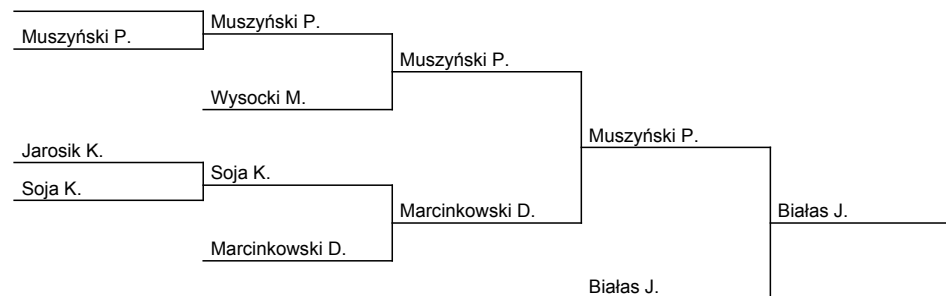 Muszyński P.
Muszyński P.
Muszyński P.
Wysocki M.
Muszyński P.
Jarosik K.
Soja K.
Soja K.
Marcinkowski D.
Białas J.
Marcinkowski D.
Białas J.